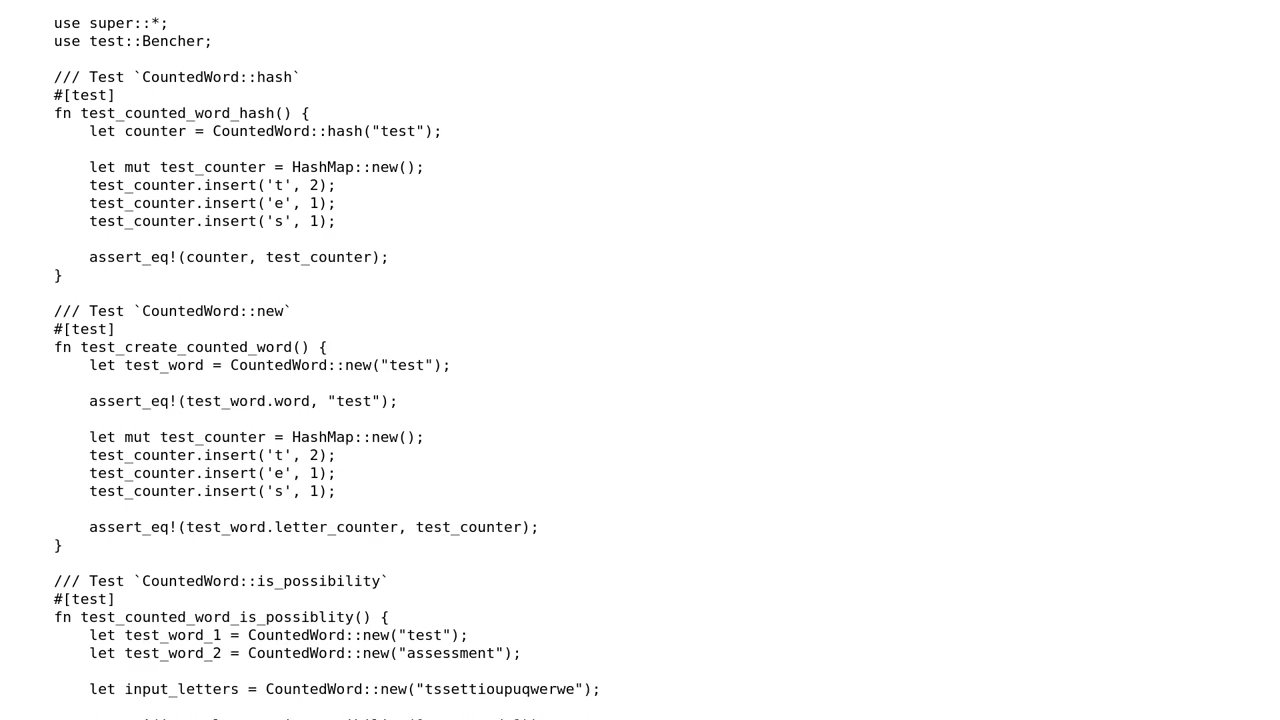 use super::*;
use test::Bencher;

/// Test `CountedWord::hash`
#[test]
fn test_counted_word_hash() {
    let counter = CountedWord::hash("test");

    let mut test_counter = HashMap::new();
    test_counter.insert('t', 2);
    test_counter.insert('e', 1);
    test_counter.insert('s', 1);

    assert_eq!(counter, test_counter);
}

/// Test `CountedWord::new`
#[test]
fn test_create_counted_word() {
    let test_word = CountedWord::new("test");

    assert_eq!(test_word.word, "test");

    let mut test_counter = HashMap::new();
    test_counter.insert('t', 2);
    test_counter.insert('e', 1);
    test_counter.insert('s', 1);

    assert_eq!(test_word.letter_counter, test_counter);
}

/// Test `CountedWord::is_possibility`
#[test]
fn test_counted_word_is_possiblity() {
    let test_word_1 = CountedWord::new("test");
    let test_word_2 = CountedWord::new("assessment");

    let input_letters = CountedWord::new("tssettioupuqwerwe");